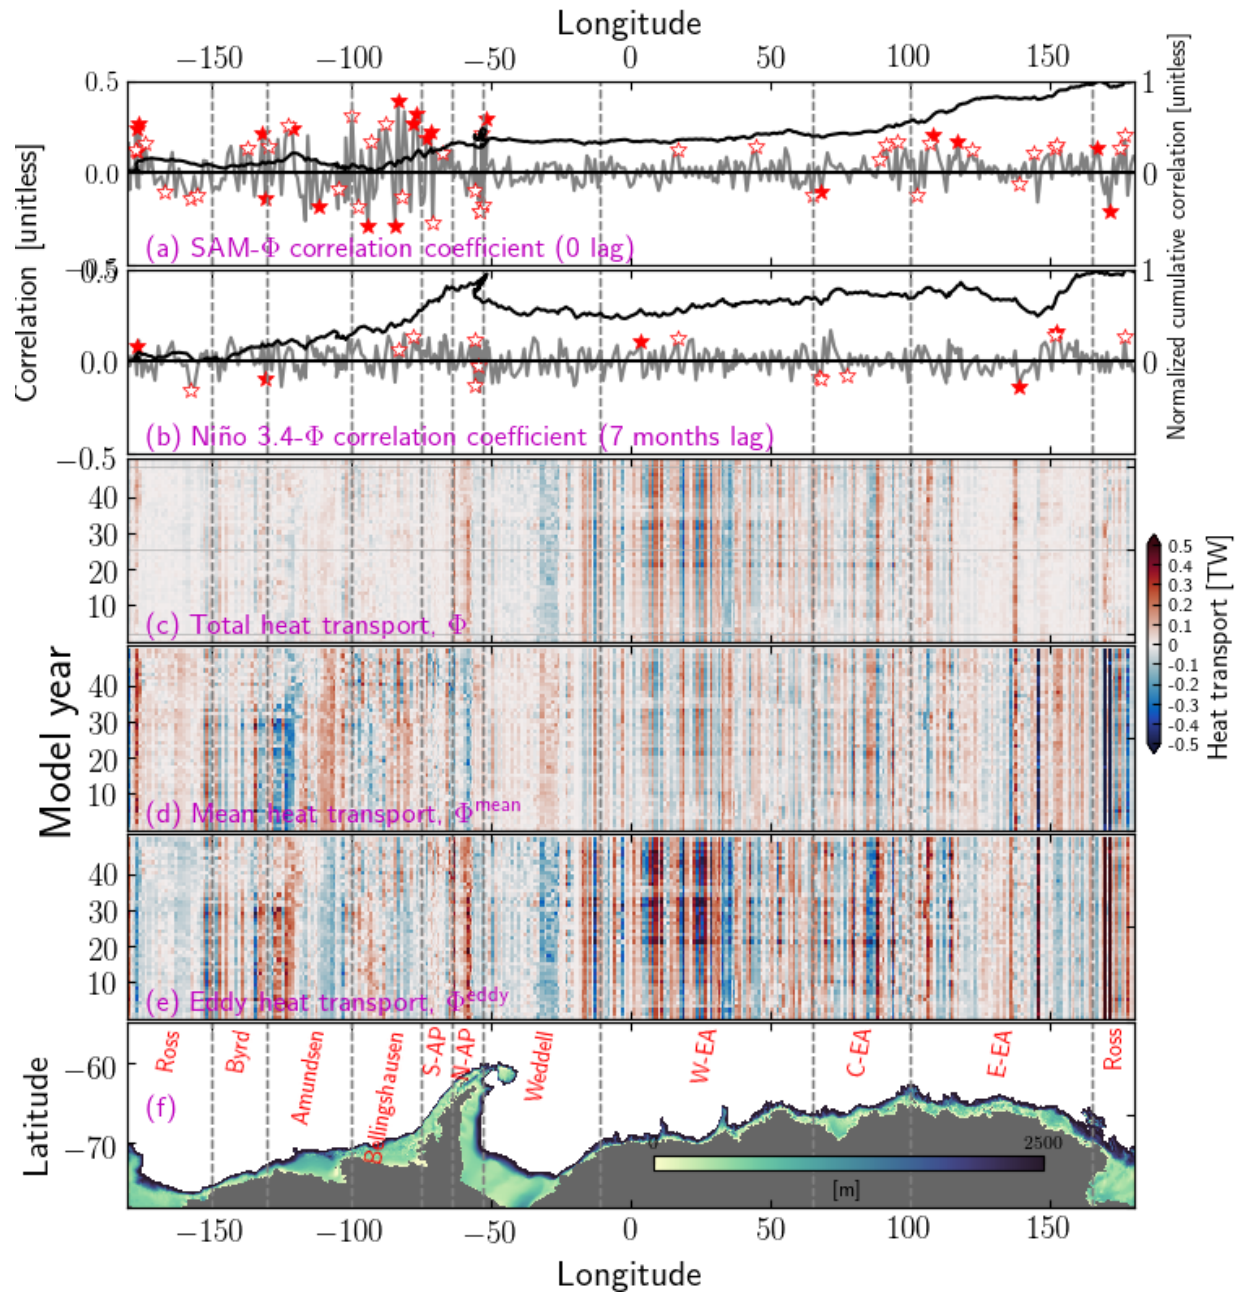 Longitude
−150 −100 −50 0 50 100 150
0.5
0.0
−0.5
1
0
(a) SAM-Φ correlation coefficient (0 lag)
Correlation [unitless]
Normalized cumulative correlation [unitless]
0.5
0.0
−0.5
1
0
(b) Niño 3.4-Φ correlation coefficient (7 months lag)
40
30
20
10
(c) Total heat transport, Φ
Model year
40
30
20
10
(d) Mean heat transport, Φmean
40
30
20
10
(e) Eddy heat transport, Φeddy
0.5
0.4
0.3
0.2
0.1
0
-0.1
-0.2
-0.3
-0.4
-0.5
Heat transport [TW]
Ross Byrd Amundsen Bellingshausen S-AP N-AP Weddell W-EA C-EA E-EA Ross
(f)
Latitude
−60
−70
0 2500
[m]
−150 −100 −50 0 50 100 150
Longitude